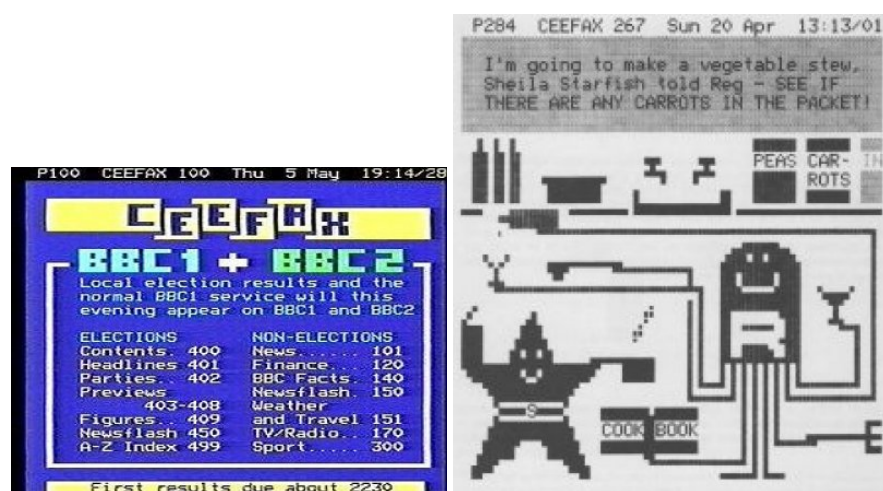 P100 CEEFAX 100 Thu 5 May 19:14/28
CEEFAX
BBC1 + BBC2
Local election results and the
normal BBC1 service will this
evening appear on BBC1 and BBC2
ELECTIONS NON-ELECTIONS
Contents. 400 News...... 101
Headlines 401 Finance... 120
Parties.. 402 BBC Facts. 140
Previews Newsflash. 150
403-408 Weather
Figures.. 409 and Travel 151
Newsflash 450 TV/Radio.. 170
A-Z Index 499 Sport..... 300
First results due about 2230
P284 CEEFAX 267 Sun 20 Apr 13:13/01
I'm going to make a vegetable stew,
Sheila Starfish told Reg - SEE IF
THERE ARE ANY CARROTS IN THE PACKET!
PEAS CAR- IN
ROTS
S
COOK BOOK